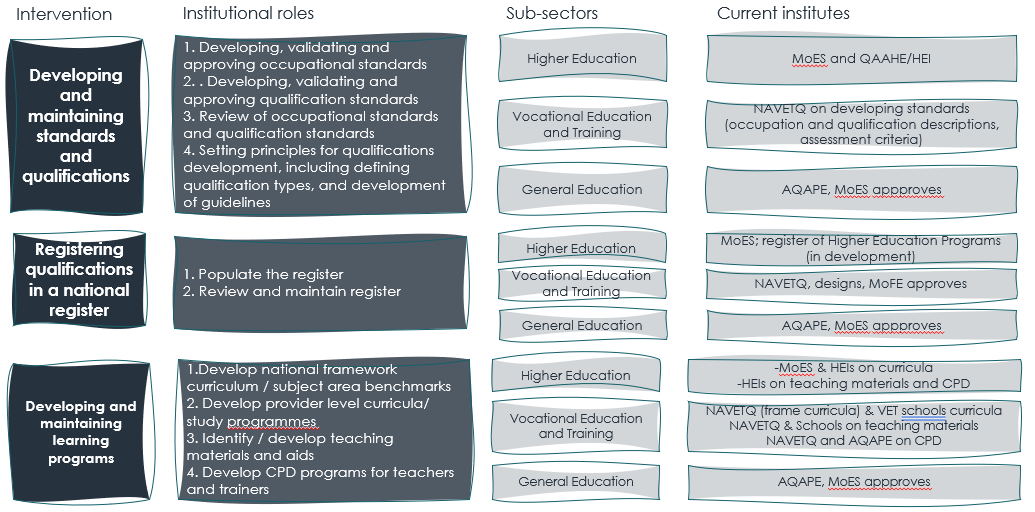 Intervention
Institutional roles
Sub-sectors
Current institutes
Developing
and
maintaining
standards
and
qualifications
1. Developing, validating and
approving occupational standards
2. . Developing, validating and
approving qualification standards
3. Review of occupational standards
and qualification standards
4. Setting principles for qualifications
development, including defining
qualification types, and development
of guidelines
Higher Education
MoES and QAAHE/HEI
Vocational Education
and Training
NAVETQ on developing standards
(occupation and qualification descriptions,
assessment criteria)
General Education
AQAPE, MoES appproves
Registering
qualifications
in a national
register
1. Populate the register
2. Review and maintain register
Higher Education
MoES; register of Higher Education Programs
(in development)
Vocational Education
and Training
NAVETQ, designs, MoFE approves
General Education
AQAPE, MoES appproves
Developing and
maintaining
learning
programs
1.Develop national framework
curriculum / subject area benchmarks
2. Develop provider level curricula/
study programmes
3. Identify / develop teaching
materials and aids
4. Develop CPD programs for teachers
and trainers
Higher Education
-MoES & HEIs on curricula
-HEIs on teaching materials and CPD
Vocational Education
and Training
NAVETQ (frame curricula) & VET schools curricula
NAVETQ & Schools on teaching materials
NAVETQ and AQAPE on CPD
General Education
AQAPE, MoES appproves